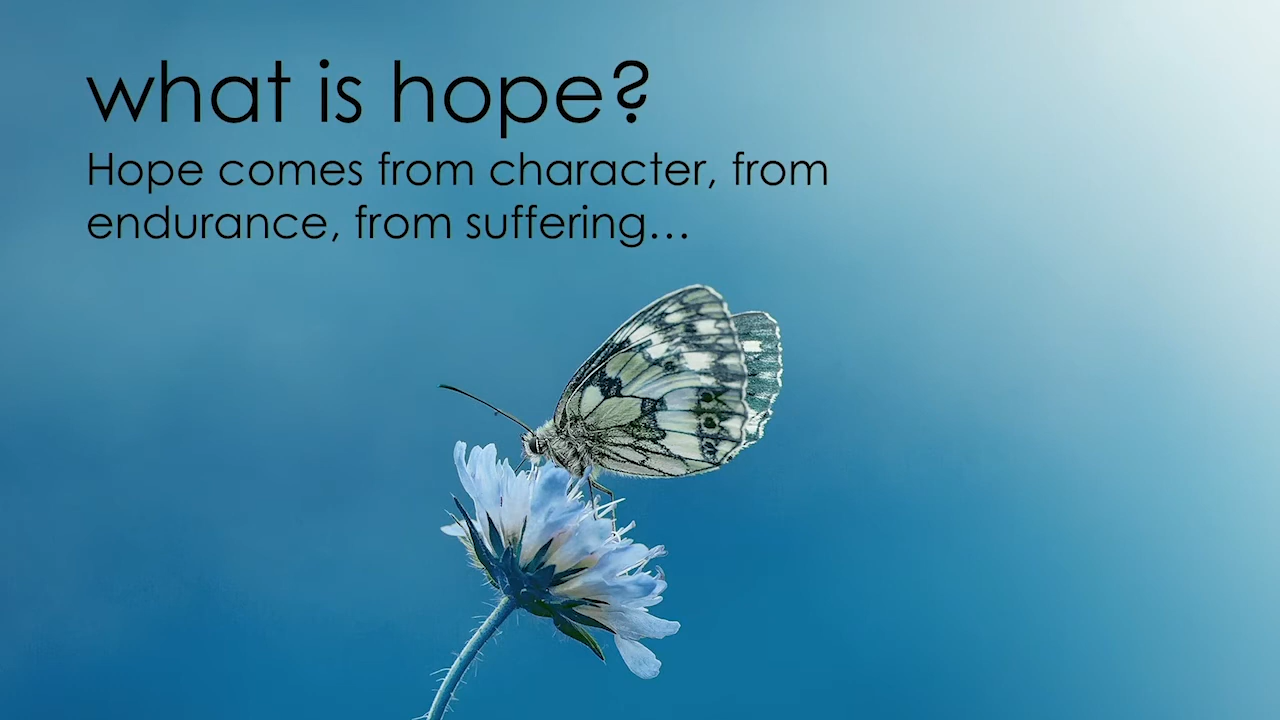 what is hope?
Hope comes from character, from
endurance, from suffering…